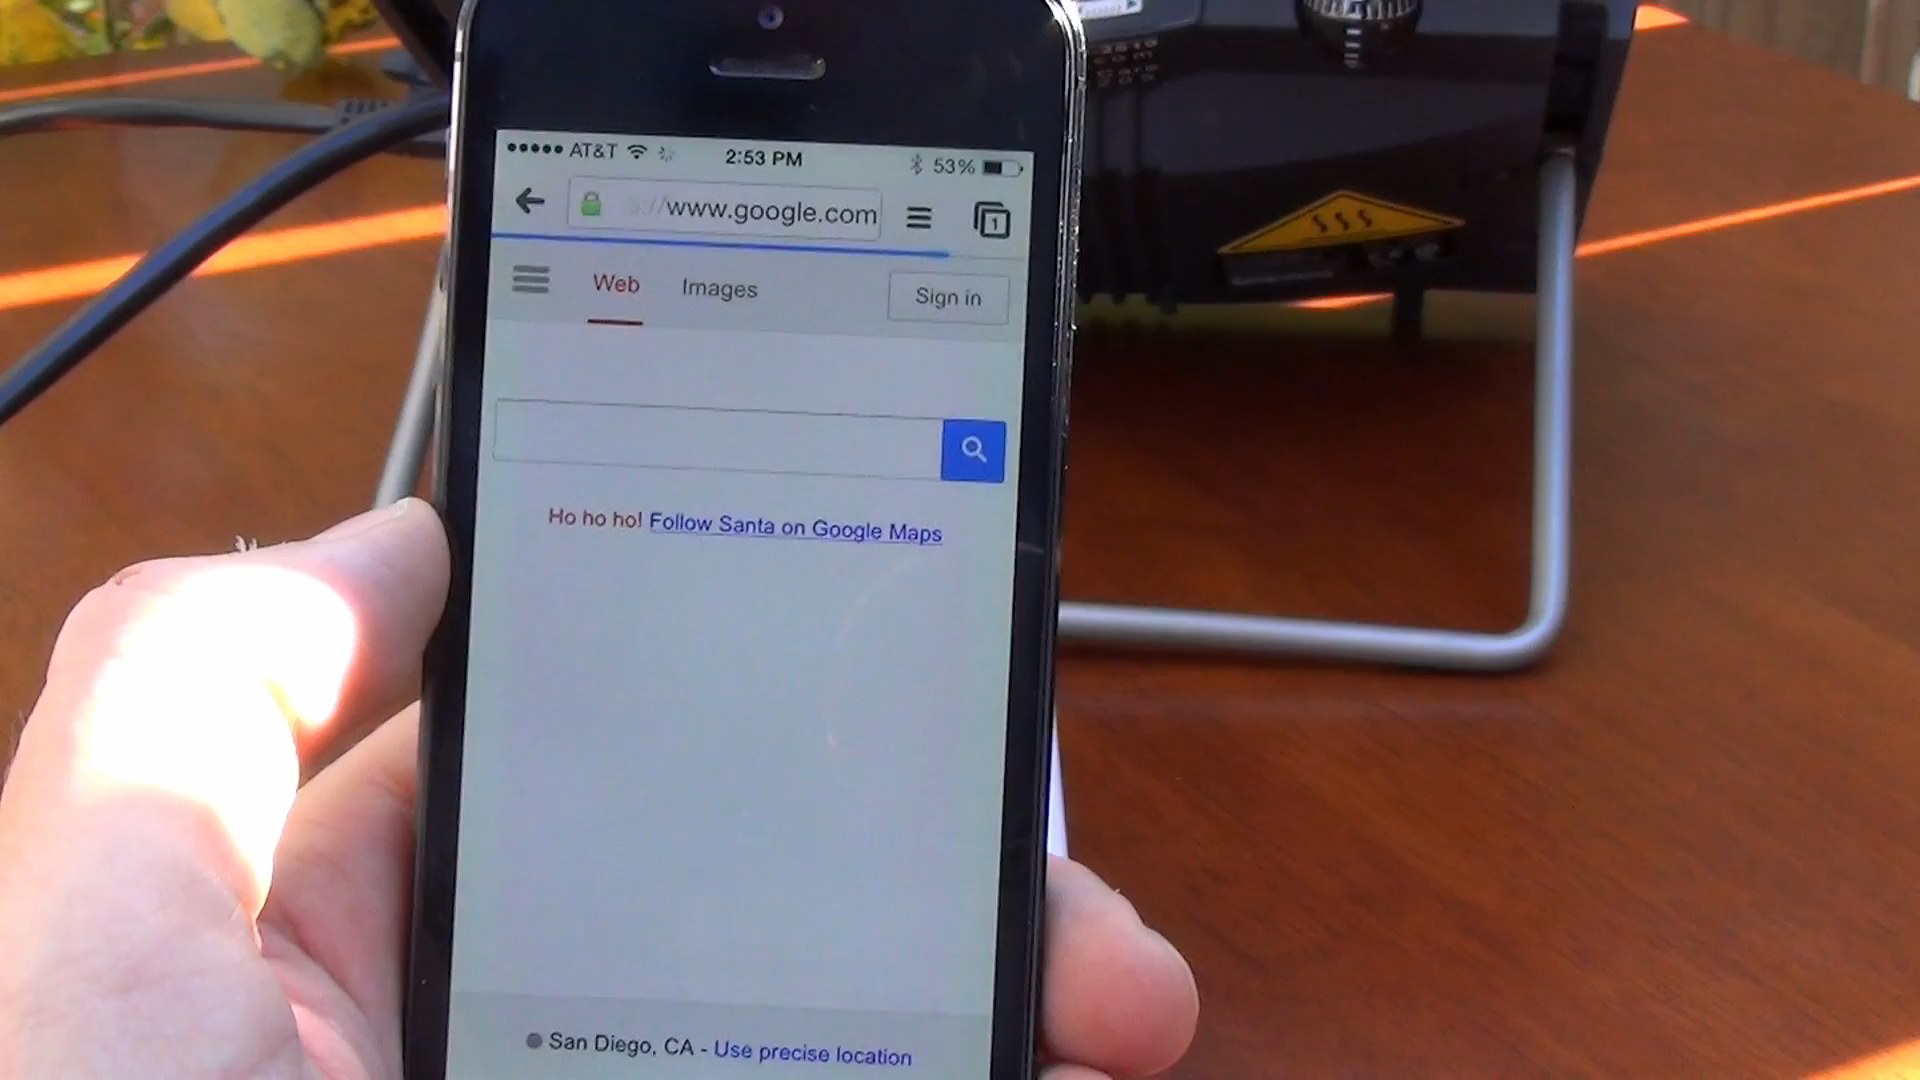 AT&T 2:53 PM 53%
s://www.google.com 1
Web Images Sign in
Ho ho ho! Follow Santa on Google Maps
San Diego, CA - Use precise location